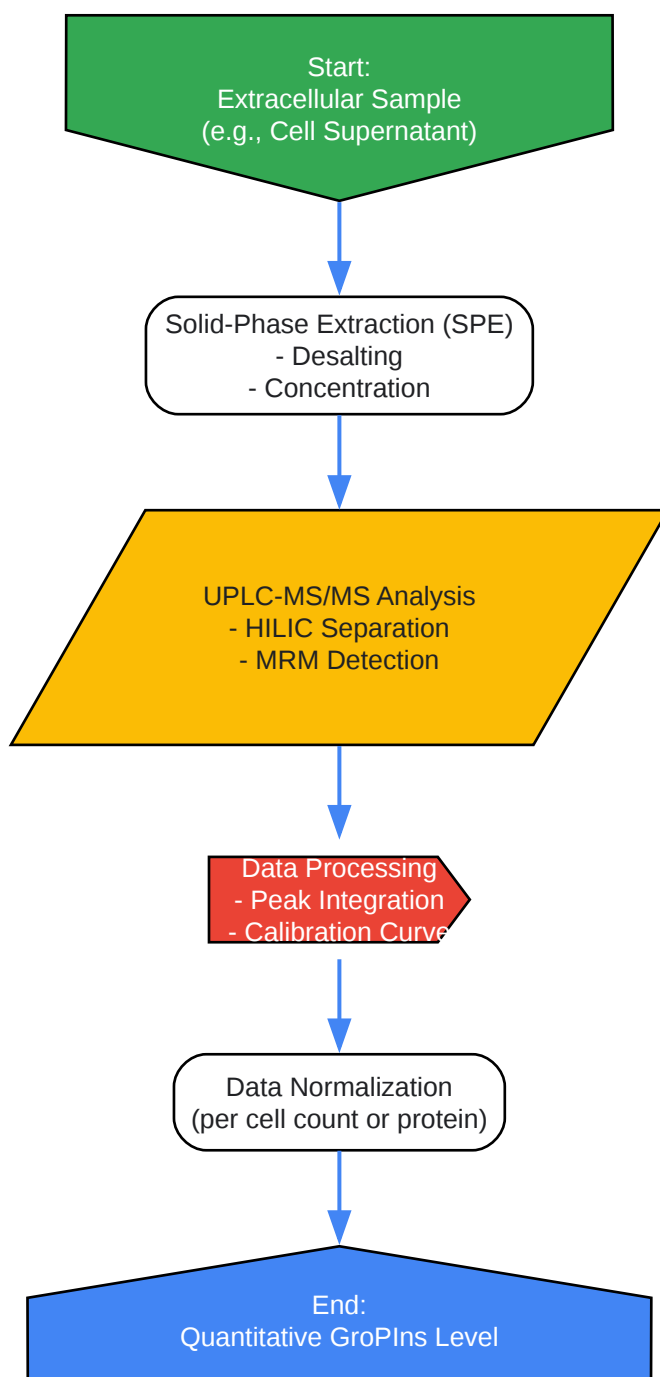 Start:
Extracellular Sample
(e.g., Cell Supernatant)
Solid-Phase Extraction (SPE)
- Desalting
- Concentration
UPLC-MS/MS Analysis
- HILIC Separation
- MRM Detection
Data Processing
- Peak Integration
- Calibration Curve
Data Normalization
(per cell count or protein)
End:
Quantitative GroPIns Level